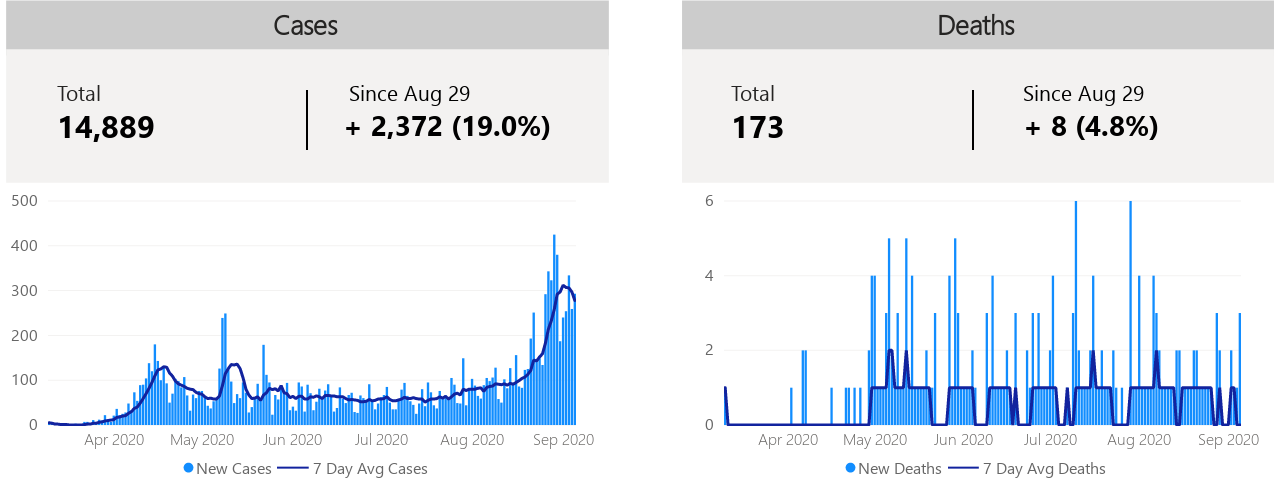 Cases
Total
14,889
Since Aug 29
+ 2,372 (19.0%)
500
400
300
200
100
0
Apr 2020 May 2020 Jun 2020 Jul 2020 Aug 2020 Sep 2020
New Cases 7 Day Avg Cases
Deaths
Total
173
Since Aug 29
+ 8 (4.8%)
6
4
2
0
Apr 2020 May 2020 Jun 2020 Jul 2020 Aug 2020 Sep 2020
New Deaths 7 Day Avg Deaths